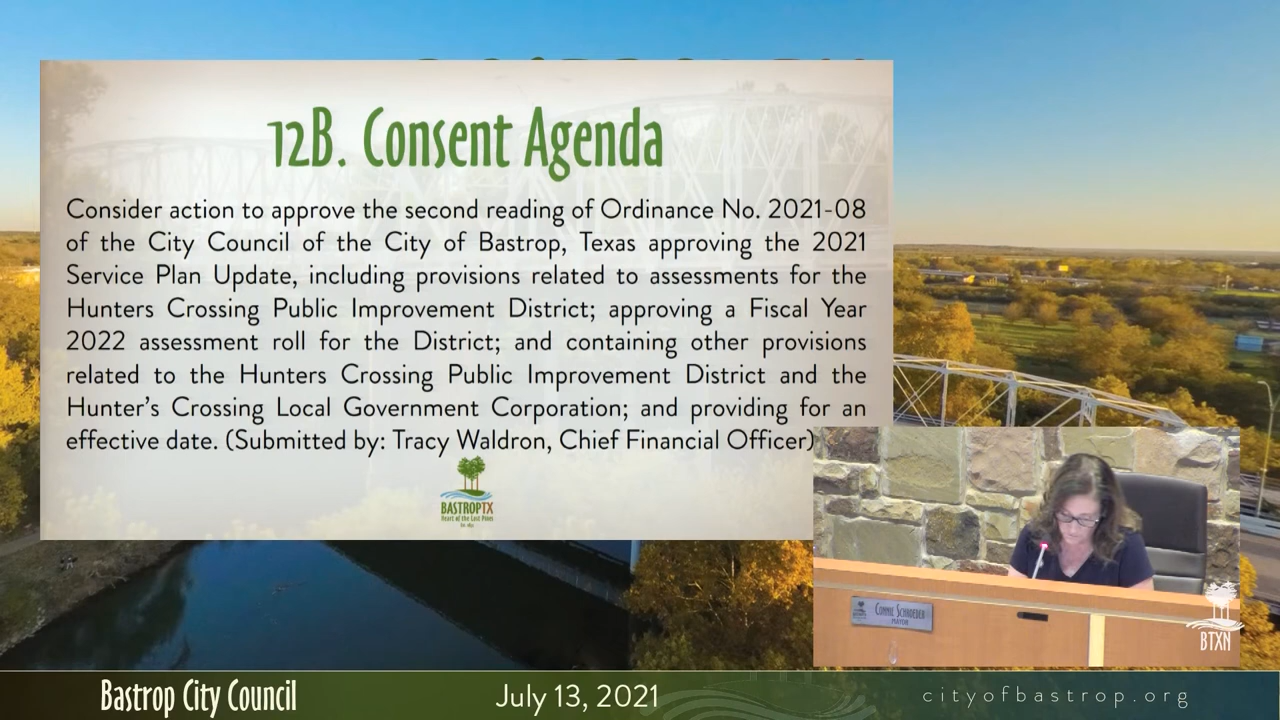 12B. Consent Agenda
Consider action to approve the second reading of Ordinance No. 2021-08
of the City Council of the City of Bastrop, Texas approving the 2021
Service Plan Update, including provisions related to assessments for the
Hunters Crossing Public Improvement District; approving a Fiscal Year
2022 assessment roll for the District; and containing other provisions
related to the Hunters Crossing Public Improvement District and the
Hunter's Crossing Local Government Corporation; and providing for an
effective date. (Submitted by: Tracy Waldron, Chief Financial Officer)
BASTROPTX
Heart of the Lost Pines
Connie Schroeder
Mayor
BTXN
Bastrop City Council
July 13, 2021
cityofbastrop.org